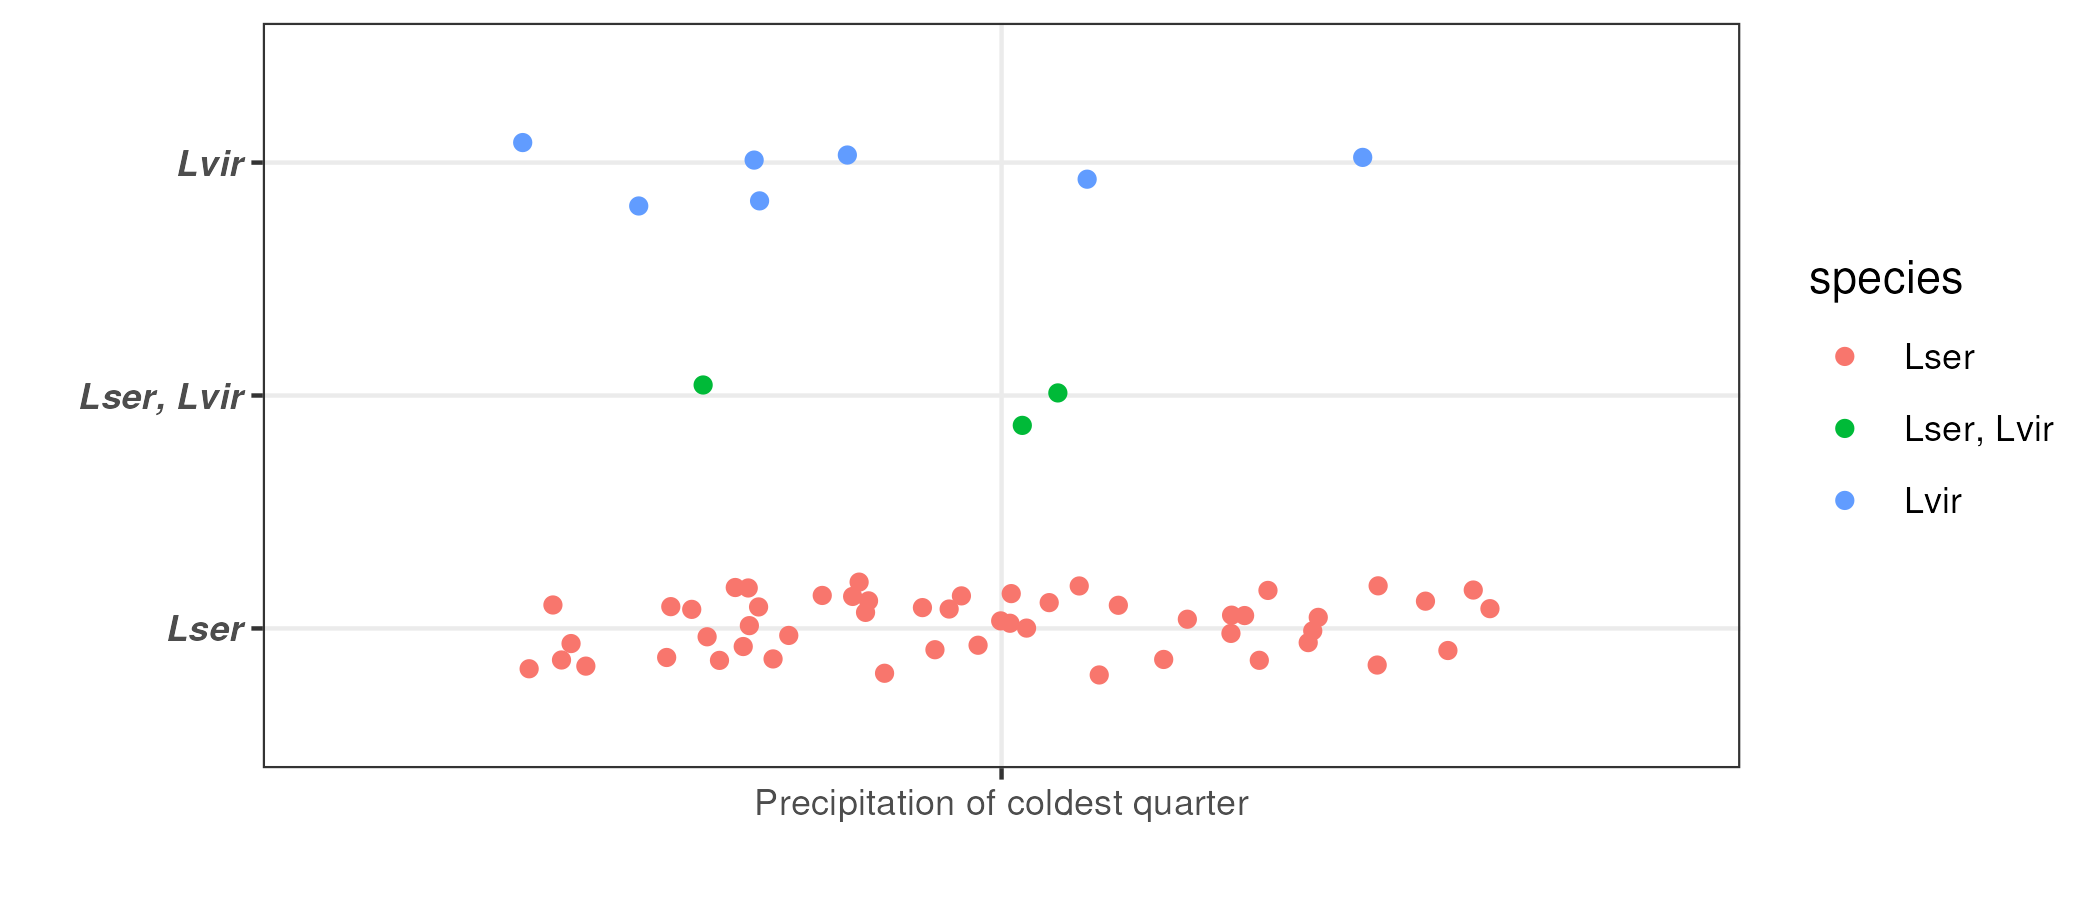 Lvir
Lser, Lvir
Lser
Precipitation of coldest quarter
species
Lser
Lser, Lvir
Lvir